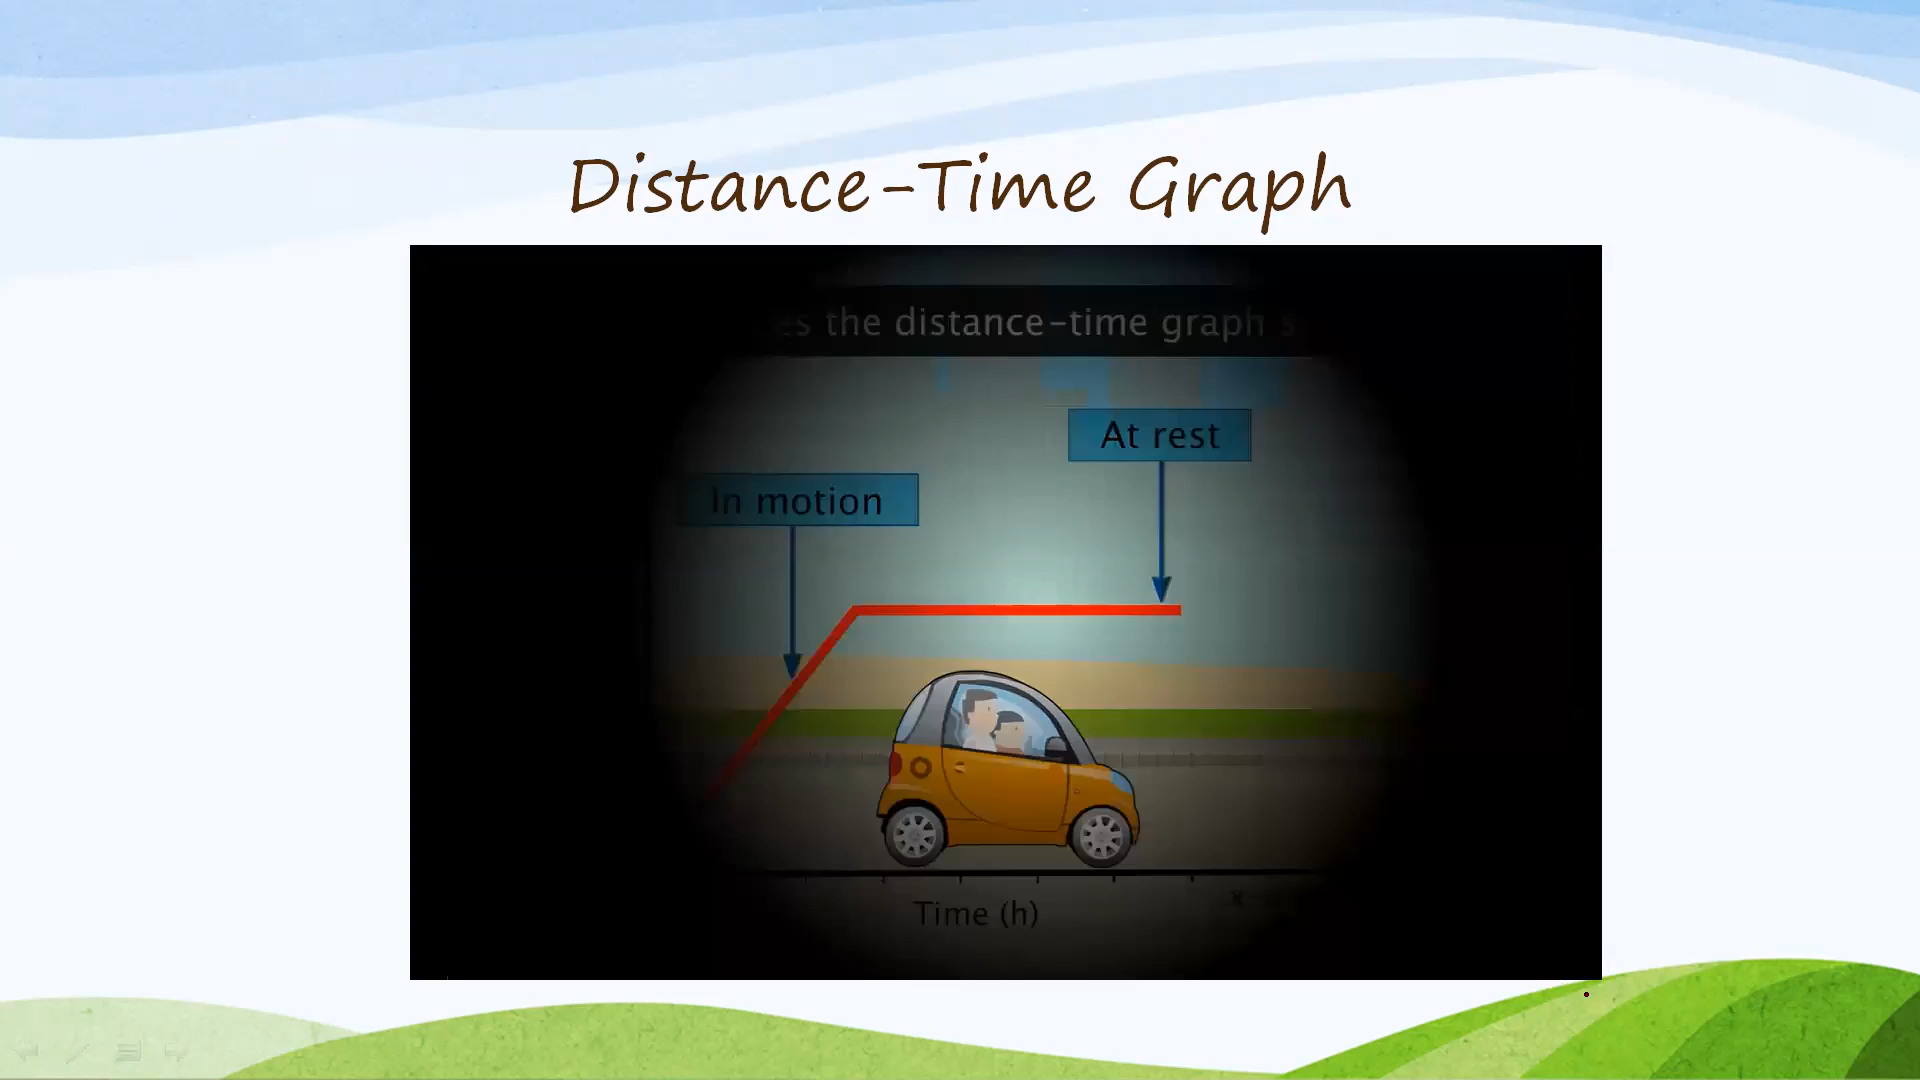 Distance-Time Graph
the distance-time graph
At rest
In motion
Time (h)